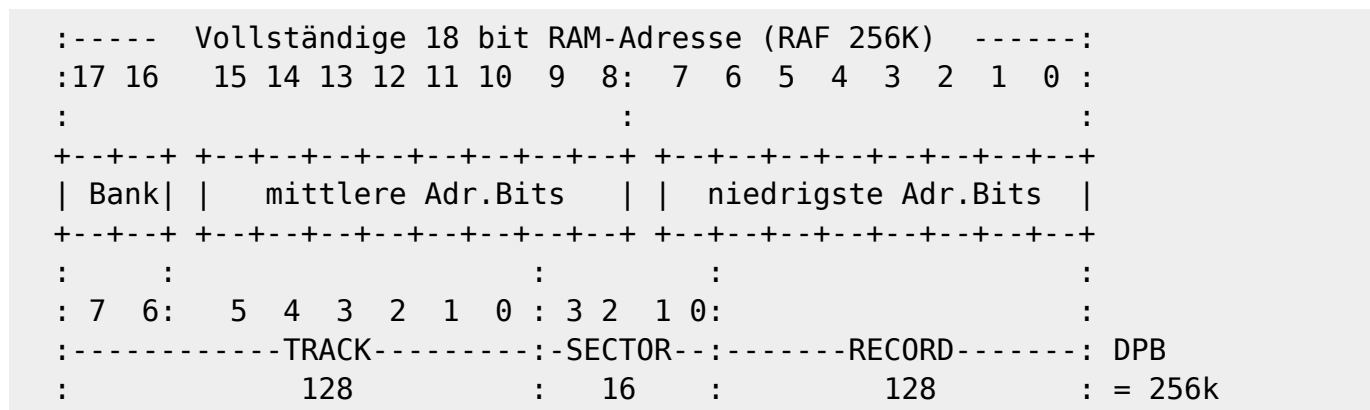 :-----  Vollständige 18 bit RAM-Adresse (RAF 256K)  ------:
:17 16   15 14 13 12 11 10  9  8:  7  6  5  4  3  2  1  0 :
:                               :                         :
+--+--+ +--+--+--+--+--+--+--+--+ +--+--+--+--+--+--+--+--+
| Bank| |   mittlere Adr.Bits   | |  niedrigste Adr.Bits  |
+--+--+ +--+--+--+--+--+--+--+--+ +--+--+--+--+--+--+--+--+
:     :                    :         :                    :
: 7  6:   5  4  3  2  1  0 : 3 2  1 0:                    :
:------------TRACK---------:-SECTOR--:-------RECORD-------: DPB
:             128          :   16    :         128        : = 256k